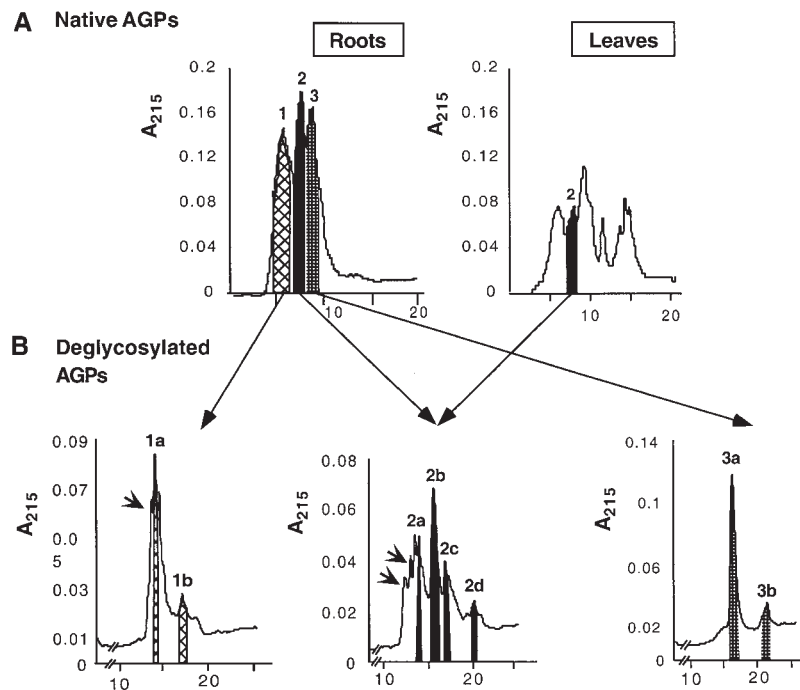 A Native AGPs
Roots
Leaves
A215
0.2
0.16
0.12
0.08
0.04
0
1
2
3
10
20
A215
0.2
0.16
0.12
0.08
0.04
0
2
10
20
B Deglycosylated
AGPs
A215
0.09
0.07
0.0
5
0.03
0.01
0
1a
1b
10
20
A215
0.08
0.06
0.04
0.02
0
2a
2b
2c
2d
10
20
A215
0.14
0.1
0.06
0.02
0
3a
3b
10
20